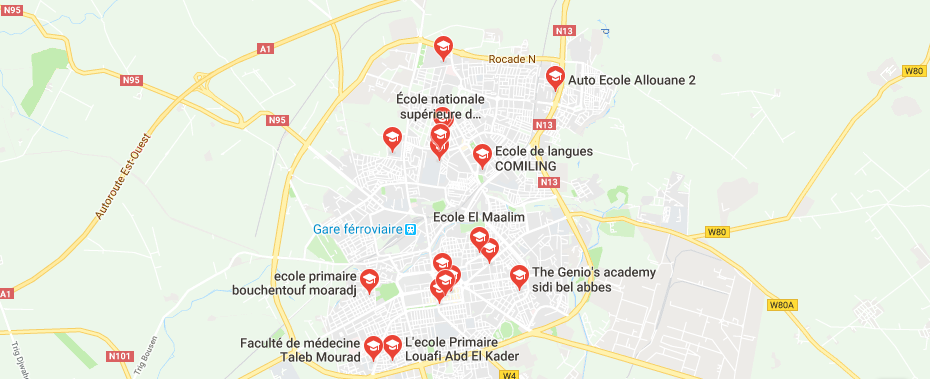 N95
A1
N13
Rocade N
N95
Auto Ecole Allouane 2
W80
École nationale
supérieure d...
N95
N13
Ecole de langues
COMILING
N13
Autoroute Est-Ouest
Ecole El Maalim
Gare férroviaire
W80
ecole primaire
bouchentouf moaradj
The Genio's academy
sidi bel abbes
A1
W80A
Faculté de médecine
Taleb Mourad
L'ecole Primaire
Louafi Abd El Kader
N101
Trig Bousen
Trig Djwalw
W4